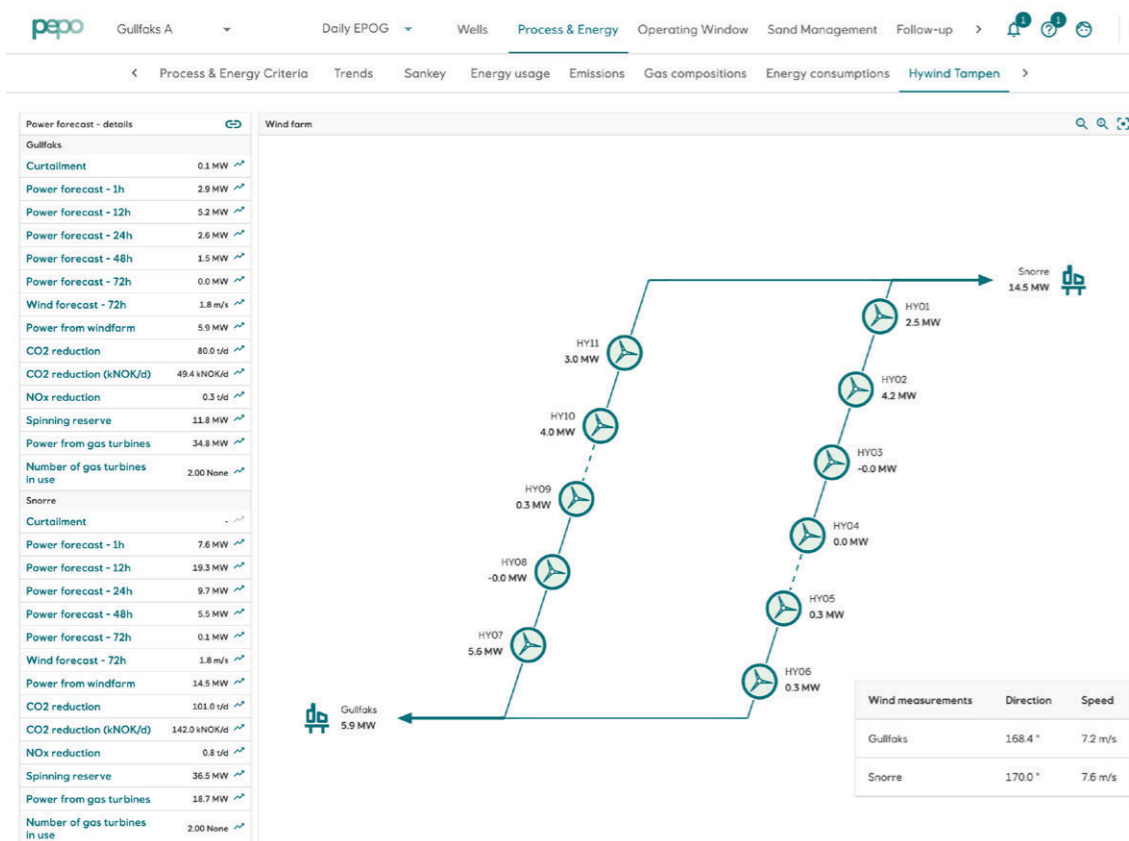 pepo
Gullfaks A
Daily EPOG
Wells
Process & Energy
Operating Window
Sand Management
Follow-up
1
1
Process & Energy Criteria
Trends
Sankey
Energy usage
Emissions
Gas compositions
Energy consumptions
Hywind Tampen
Power forecast - details
Gullfaks
Curtailment 0.1 MW
Power forecast - 1h 2.9 MW
Power forecast - 12h 5.2 MW
Power forecast - 24h 2.6 MW
Power forecast - 48h 1.5 MW
Power forecast - 72h 0.0 MW
Wind forecast - 72h 1.8 m/s
Power from windfarm 5.9 MW
CO2 reduction 80.0 t/d
CO2 reduction (kNOK/d) 49.4 kNOK/d
NOx reduction 0.3 t/d
Spinning reserve 11.8 MW
Power from gas turbines 34.8 MW
Number of gas turbines
in use 2.00 None
Snorre
Curtailment -
Power forecast - 1h 7.6 MW
Power forecast - 12h 19.3 MW
Power forecast - 24h 9.7 MW
Power forecast - 48h 5.5 MW
Power forecast - 72h 0.1 MW
Wind forecast - 72h 1.8 m/s
Power from windfarm 14.5 MW
CO2 reduction 101.0 t/d
CO2 reduction (kNOK/d) 142.0 kNOK/d
NOx reduction 0.8 t/d
Spinning reserve 36.5 MW
Power from gas turbines 18.7 MW
Number of gas turbines
in use 2.00 None
Wind farm
Snorre
14.5 MW
HY01
2.5 MW
HY11
3.0 MW
HY02
4.2 MW
HY10
4.0 MW
HY03
-0.0 MW
HY09
0.3 MW
HY04
0.0 MW
HY08
-0.0 MW
HY05
0.3 MW
HY07
5.6 MW
HY06
0.3 MW
Gullfaks
5.9 MW
Wind measurements Direction Speed
Gullfaks 168.4 ° 7.2 m/s
Snorre 170.0 ° 7.6 m/s